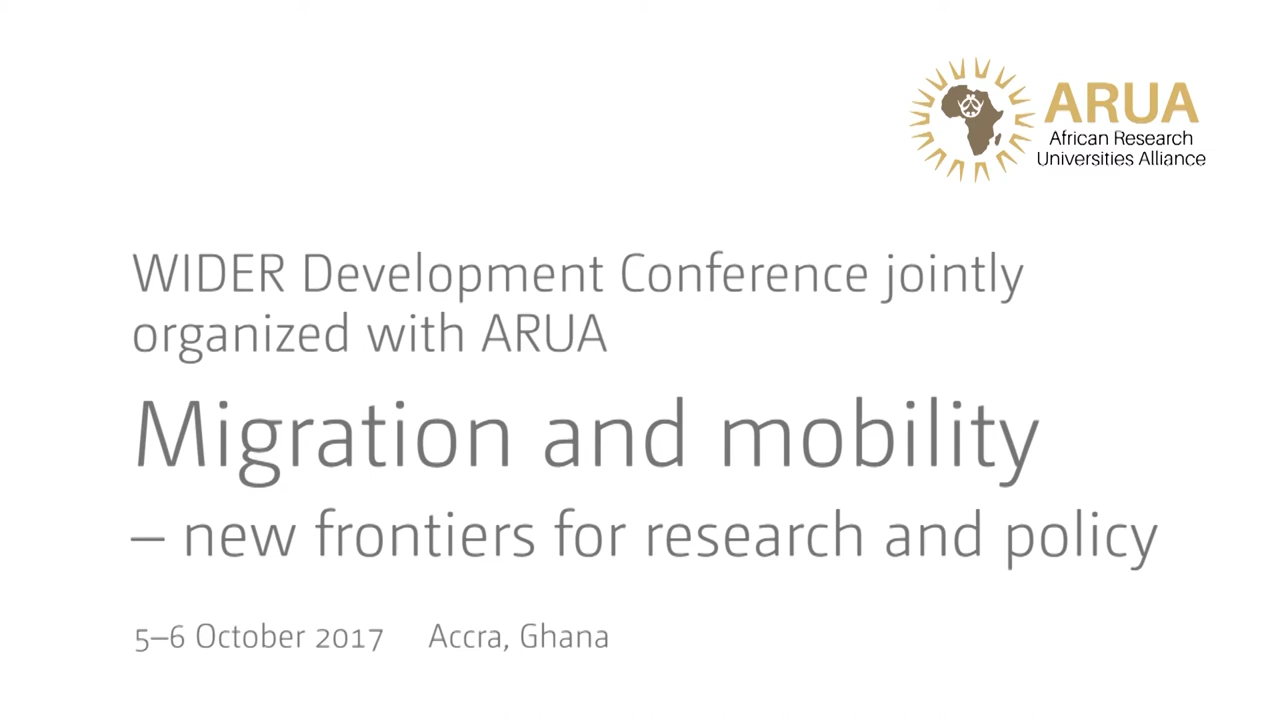 ARUA
African Research
Universities Alliance
WIDER Development Conference jointly
organized with ARUA
Migration and mobility
– new frontiers for research and policy
5–6 October 2017 Accra, Ghana